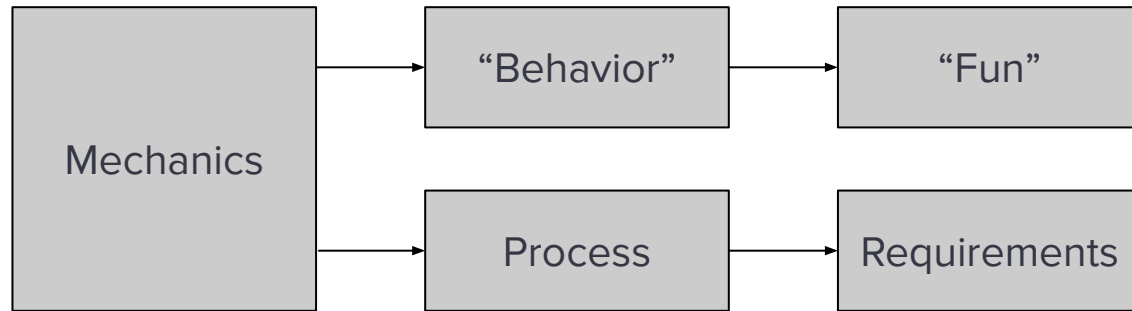 “Behavior”
“Fun”
Mechanics
Process
Requirements